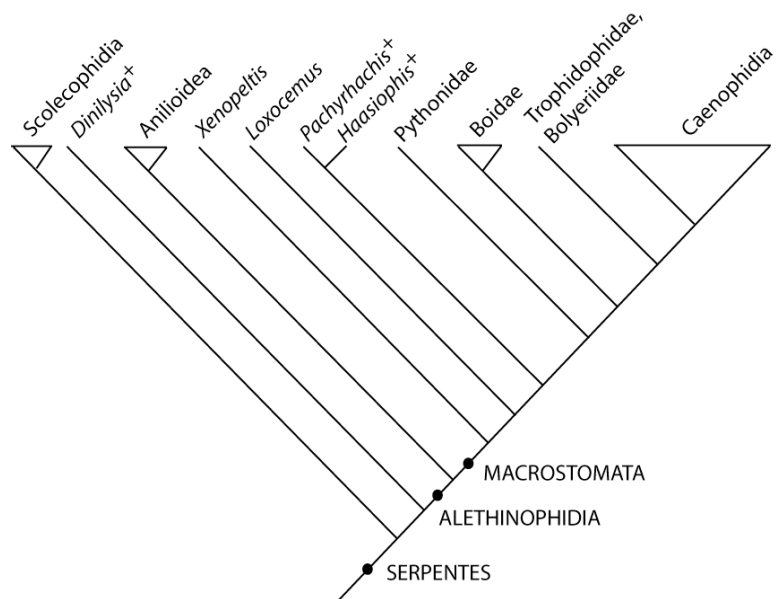 Scolecophidia
Dinilysia+
Anilioidea
Xenopeltis
Loxocemus
Pachyrhachis+
Haasiophis+
Pythonidae
Boidae
Trophidophidae,
Bolyeriidae
Caenophidia
MACROSTOMATA
ALETHINOPHIDIA
SERPENTES